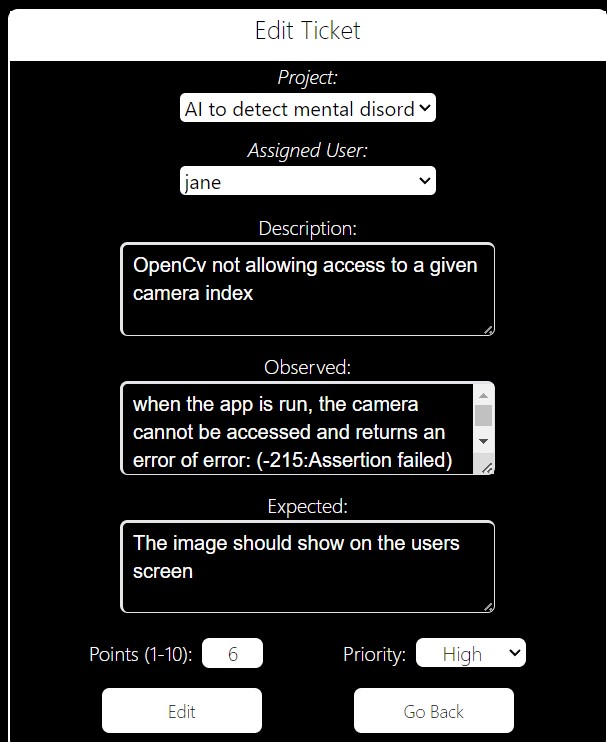 Edit Ticket
Project:
AI to detect mental disord
Assigned User:
jane
Description:
OpenCv not allowing access to a given
camera index
Observed:
when the app is run, the camera
cannot be accessed and returns an
error of error: (-215:Assertion failed)
Expected:
The image should show on the users
screen
Points (1-10): 6 Priority: High
Edit Go Back